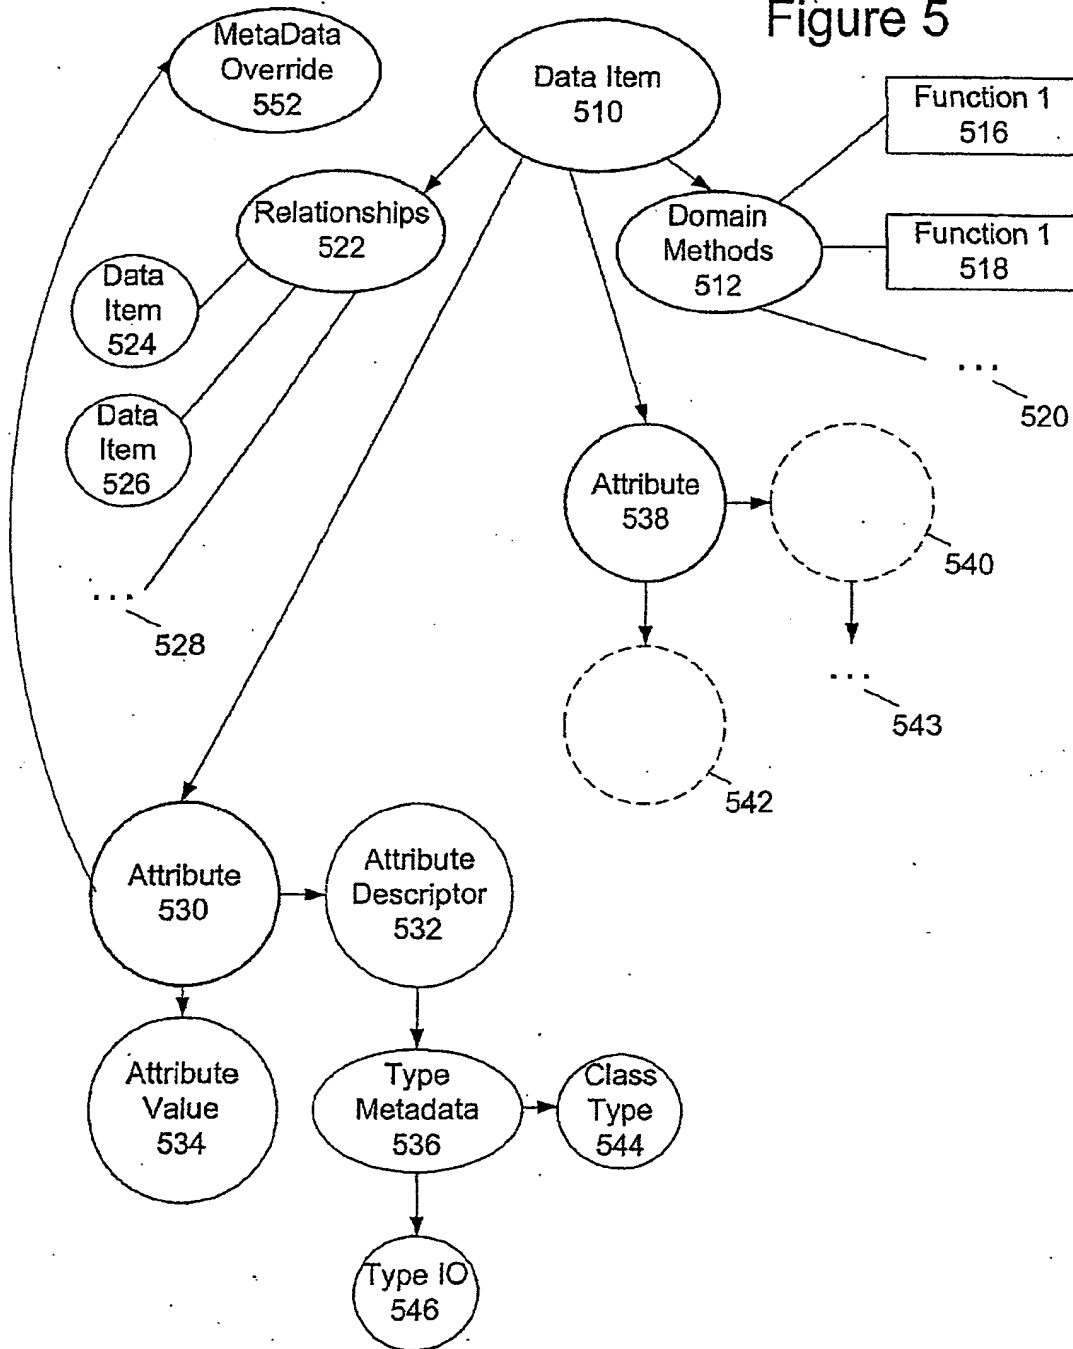 Figure 5
MetaData
Override
552
Data Item
510
Function 1
516
Relationships
522
Domain
Methods
512
Function 1
518
Data
Item
524
...
520
Data
Item
526
Attribute
538
540
...
528
...
543
542
Attribute
530
Attribute
Descriptor
532
Attribute
Value
534
Type
Metadata
536
Class
Type
544
Type IO
546